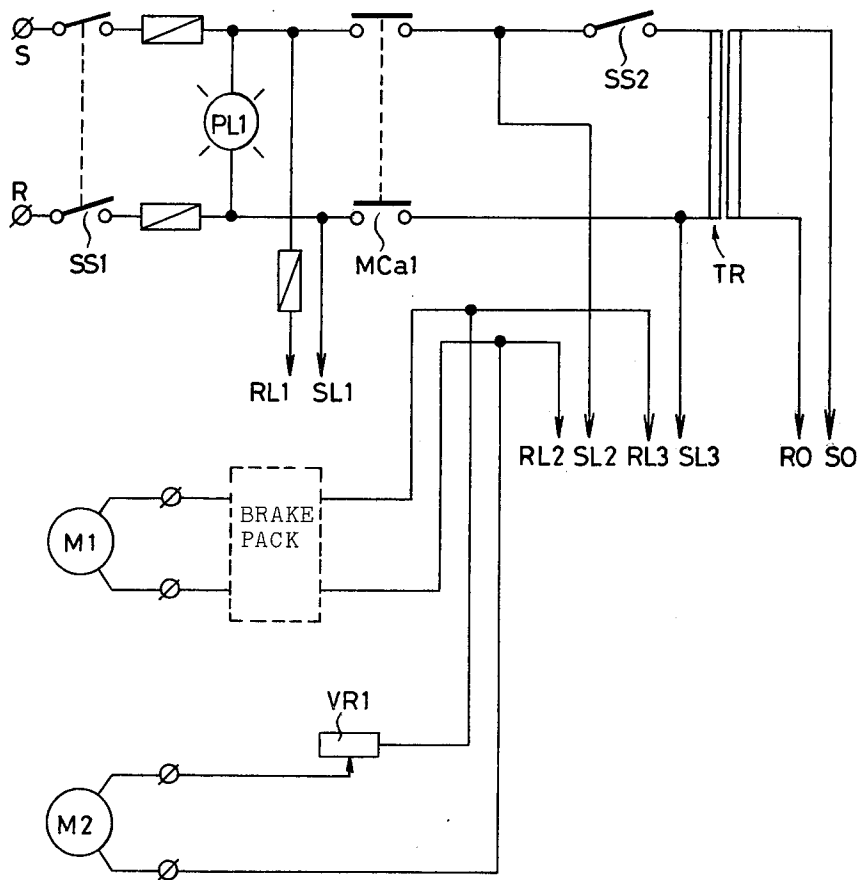 S
SS2
PL1
R
SS1
MCa1
TR
RL1 SL1
RL2 SL2 RL3 SL3 RO SO
BRAKE
PACK
M1
VR1
M2